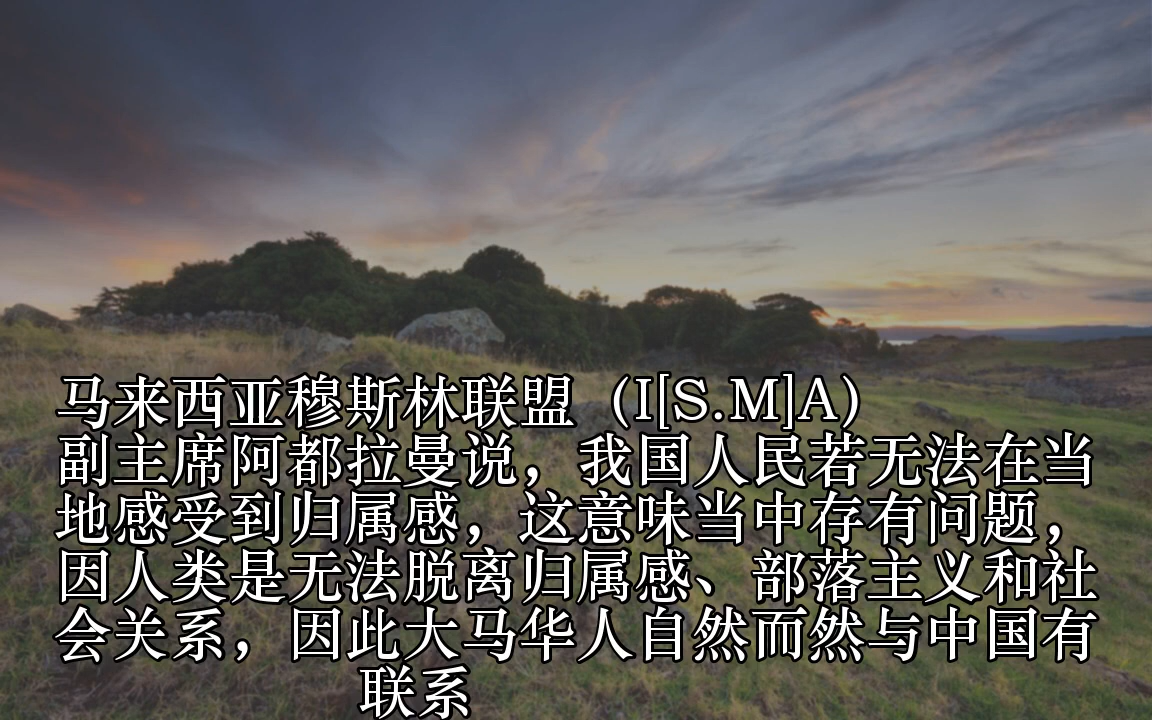 马来西亚穆斯林联盟（I[S.M]A）
副主席阿都拉曼说，我国人民若无法在当
地感受到归属感，这意味当中存有问题，
因人类是无法脱离归属感、部落主义和社
会关系，因此大马华人自然而然与中国有
联系